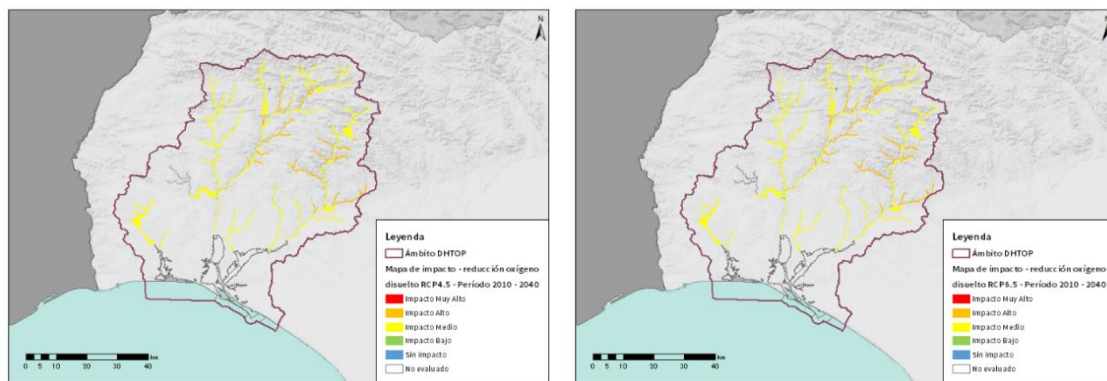 N
Leyenda
Ámbito DHTOP
Mapa de impacto - reducción oxígeno
disuelto RCP4.5 - Período 2010 - 2040
Impacto Muy Alto
Impacto Alto
Impacto Medio
Impacto Bajo
Sin impacto
No evaluado
0 5 10 20 30 40
km
N
Leyenda
Ámbito DHTOP
Mapa de impacto - reducción oxígeno
disuelto RCP8.5 - Período 2010 - 2040
Impacto Muy Alto
Impacto Alto
Impacto Medio
Impacto Bajo
Sin impacto
No evaluado
0 5 10 20 30 40
km